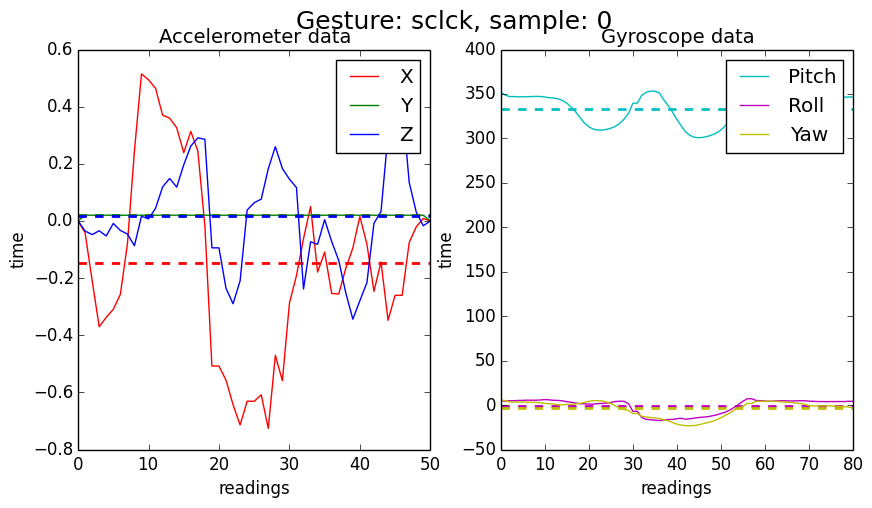 Gesture: sclck, sample: 0
Accelerometer data
0.6
0.4
0.2
0.0
−0.2
−0.4
−0.6
−0.8
time
0 10 20 30 40 50
readings
X
Y
Z
Gyroscope data
400
350
300
250
200
150
100
50
0
−50
time
0 10 20 30 40 50 60 70 80
readings
Pitch
Roll
Yaw